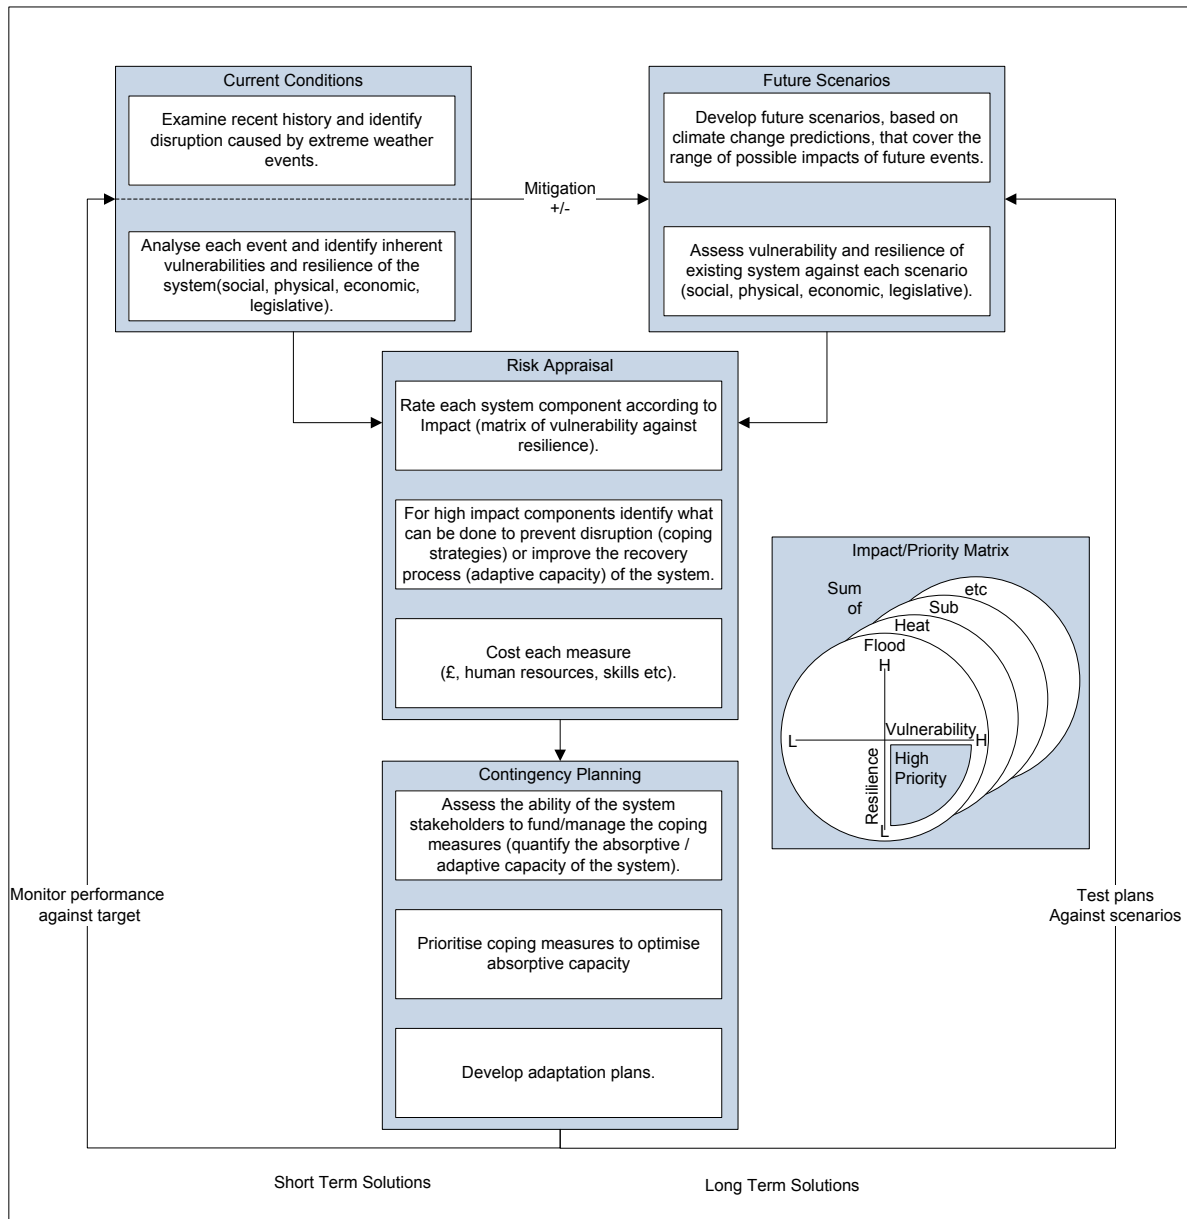 Current Conditions
Examine recent history and identify
disruption caused by extreme weather
events.
Analyse each event and identify inherent
vulnerabilities and resilience of the
system(social, physical, economic,
legislative).
Mitigation
+/-
Future Scenarios
Develop future scenarios, based on
climate change predictions, that cover the
range of possible impacts of future events.
Assess vulnerability and resilience of
existing system against each scenario
(social, physical, economic, legislative).
Risk Appraisal
Rate each system component according to
Impact (matrix of vulnerability against
resilience).
For high impact components identify what
can be done to prevent disruption (coping
strategies) or improve the recovery
process (adaptive capacity) of the system.
Cost each measure
(£, human resources, skills etc).
Impact/Priority Matrix
Sum
of
etc
Sub
Heat
Flood
H
Vulnerability
L
H
Resilience
High
Priority
L
Contingency Planning
Assess the ability of the system
stakeholders to fund/manage the coping
measures (quantify the absorptive /
adaptive capacity of the system).
Prioritise coping measures to optimise
absorptive capacity
Develop adaptation plans.
Monitor performance
against target
Test plans
Against scenarios
Short Term Solutions
Long Term Solutions